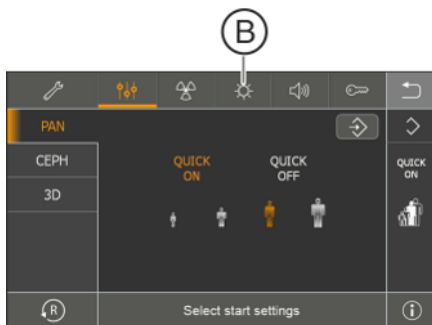 B
PAN
CEPH
3D
QUICK
ON
QUICK
OFF
QUICK
ON
R
Select start settings
i